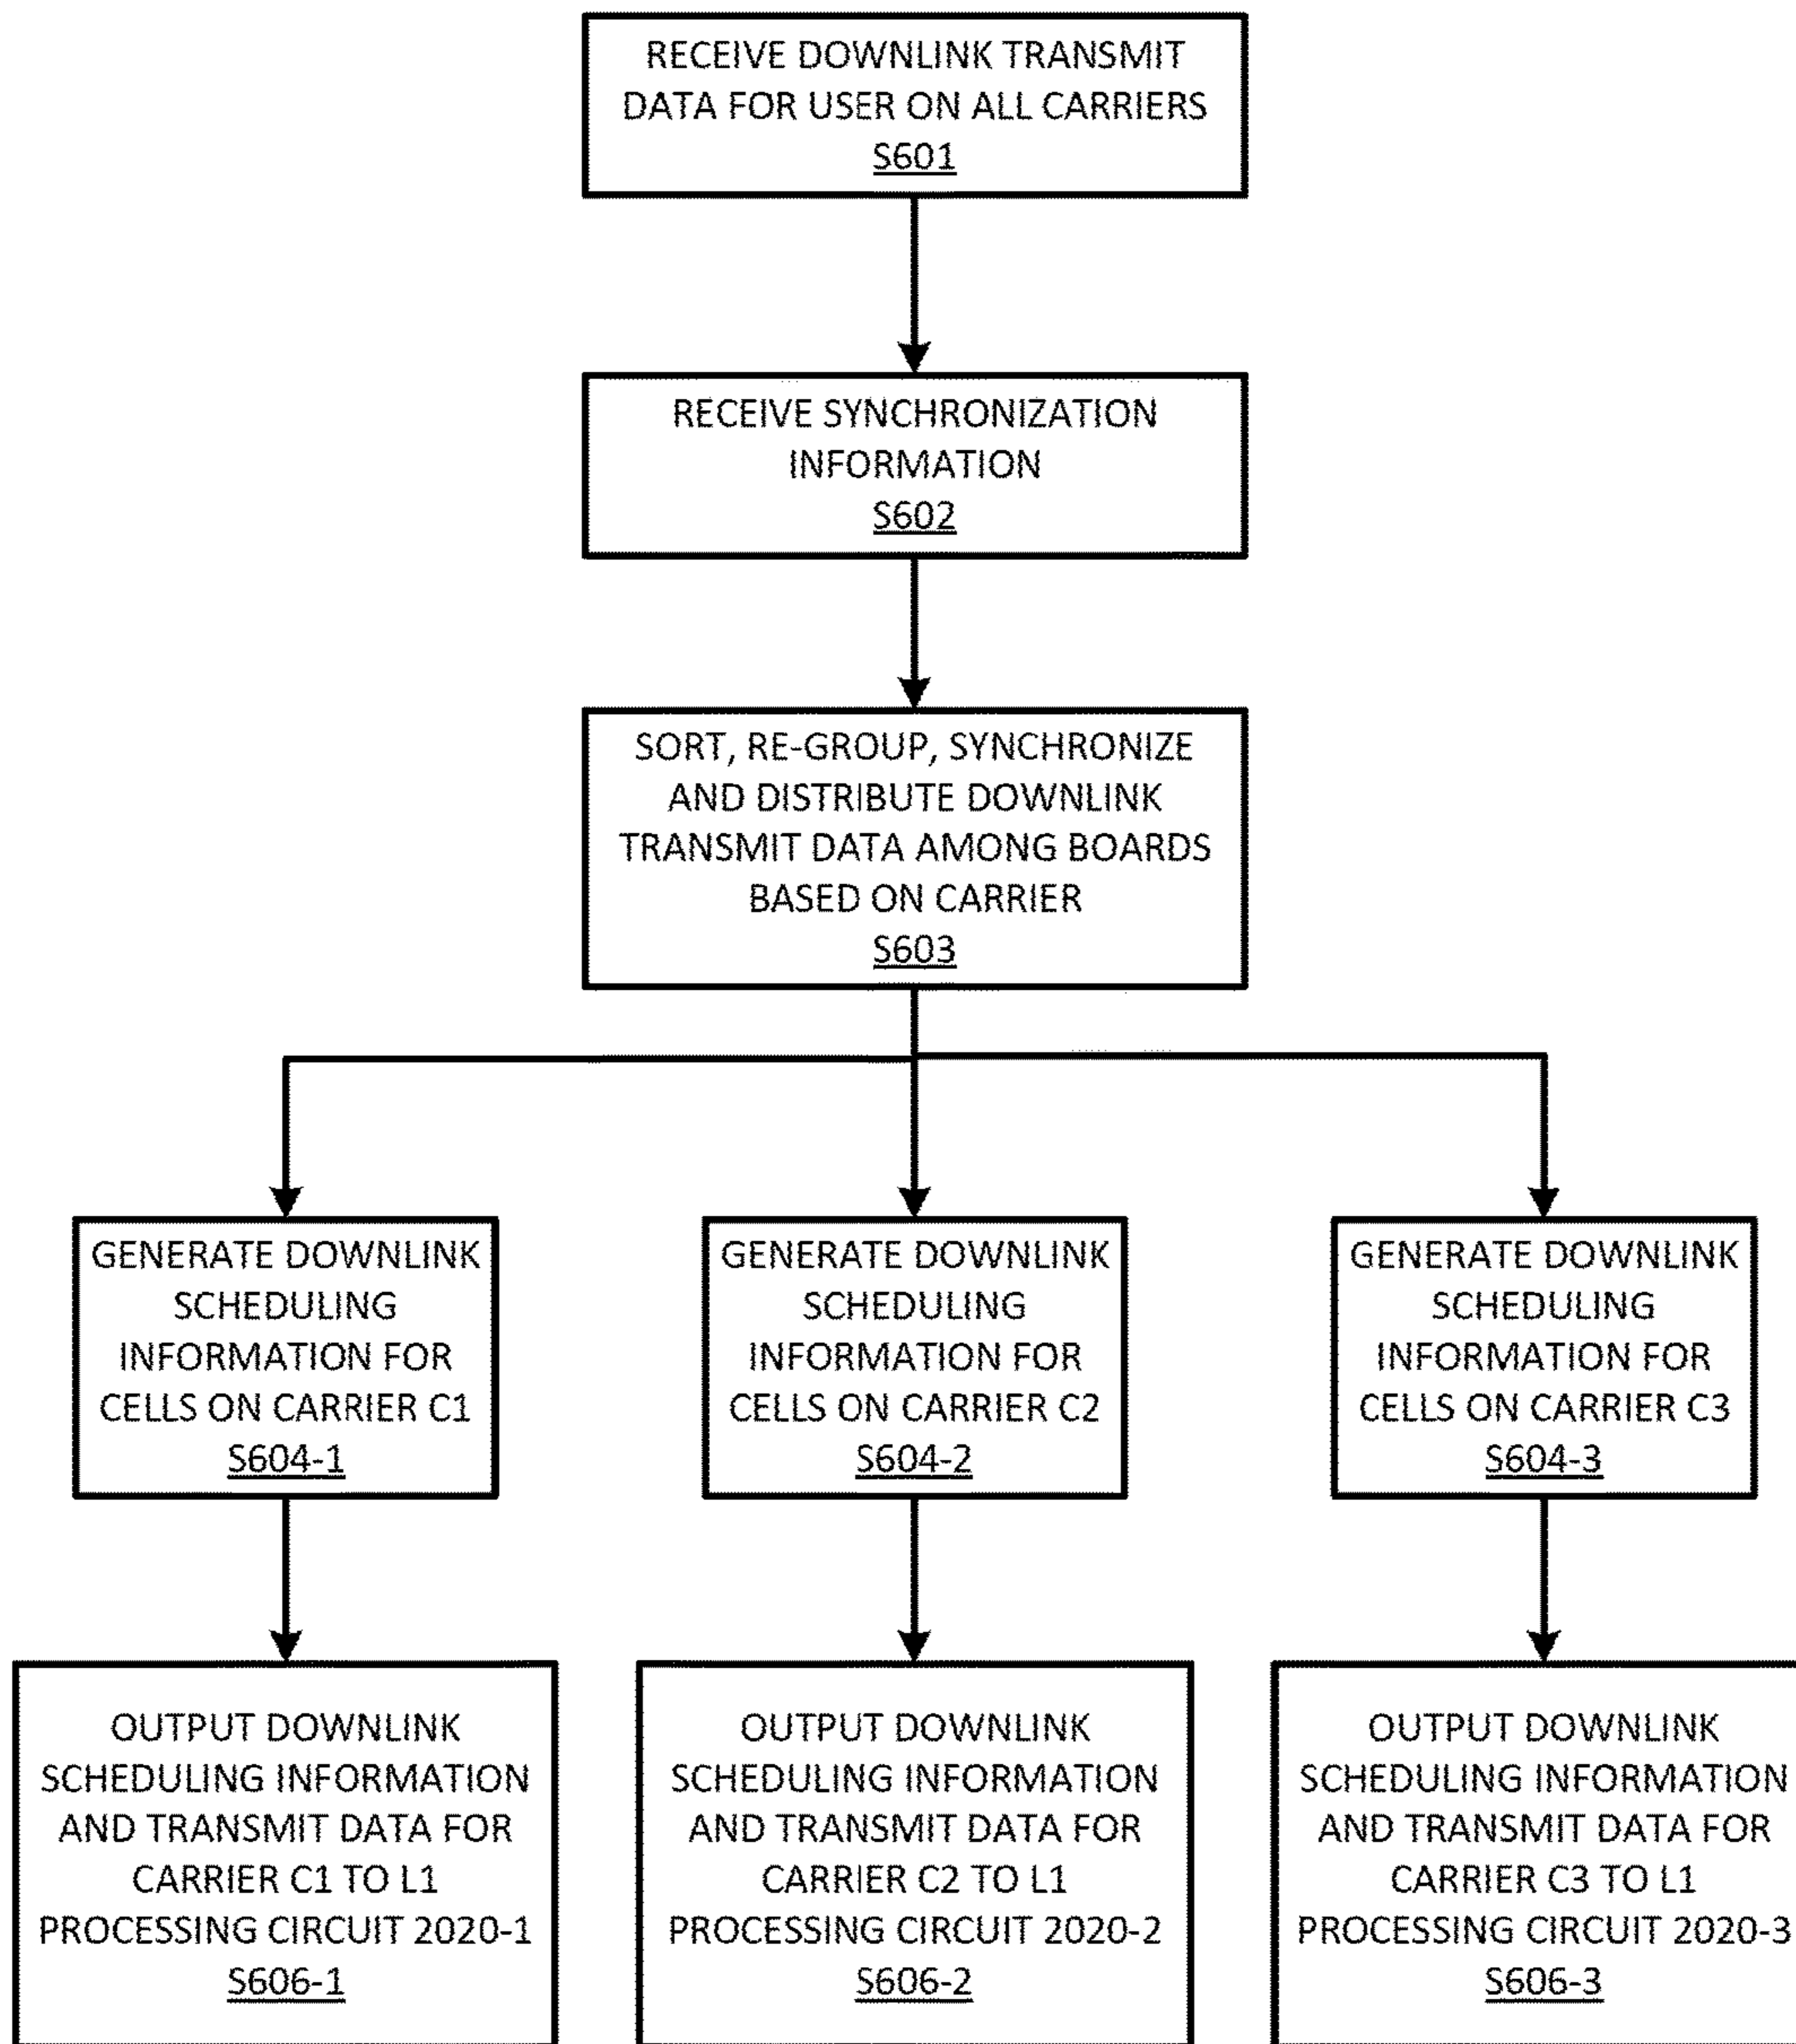 RECEIVE DOWNLINK TRANSMIT
DATA FOR USER ON ALL CARRIERS
S601
RECEIVE SYNCHRONIZATION
INFORMATION
S602
SORT, RE-GROUP, SYNCHRONIZE
AND DISTRIBUTE DOWNLINK
TRANSMIT DATA AMONG BOARDS
BASED ON CARRIER
S603
GENERATE DOWNLINK
SCHEDULING
INFORMATION FOR
CELLS ON CARRIER C1
S604-1
GENERATE DOWNLINK
SCHEDULING
INFORMATION FOR
CELLS ON CARRIER C2
S604-2
GENERATE DOWNLINK
SCHEDULING
INFORMATION FOR
CELLS ON CARRIER C3
S604-3
OUTPUT DOWNLINK
SCHEDULING INFORMATION
AND TRANSMIT DATA FOR
CARRIER C1 TO L1
PROCESSING CIRCUIT 2020-1
S606-1
OUTPUT DOWNLINK
SCHEDULING INFORMATION
AND TRANSMIT DATA FOR
CARRIER C2 TO L1
PROCESSING CIRCUIT 2020-2
S606-2
OUTPUT DOWNLINK
SCHEDULING INFORMATION
AND TRANSMIT DATA FOR
CARRIER C3 TO L1
PROCESSING CIRCUIT 2020-3
S606-3